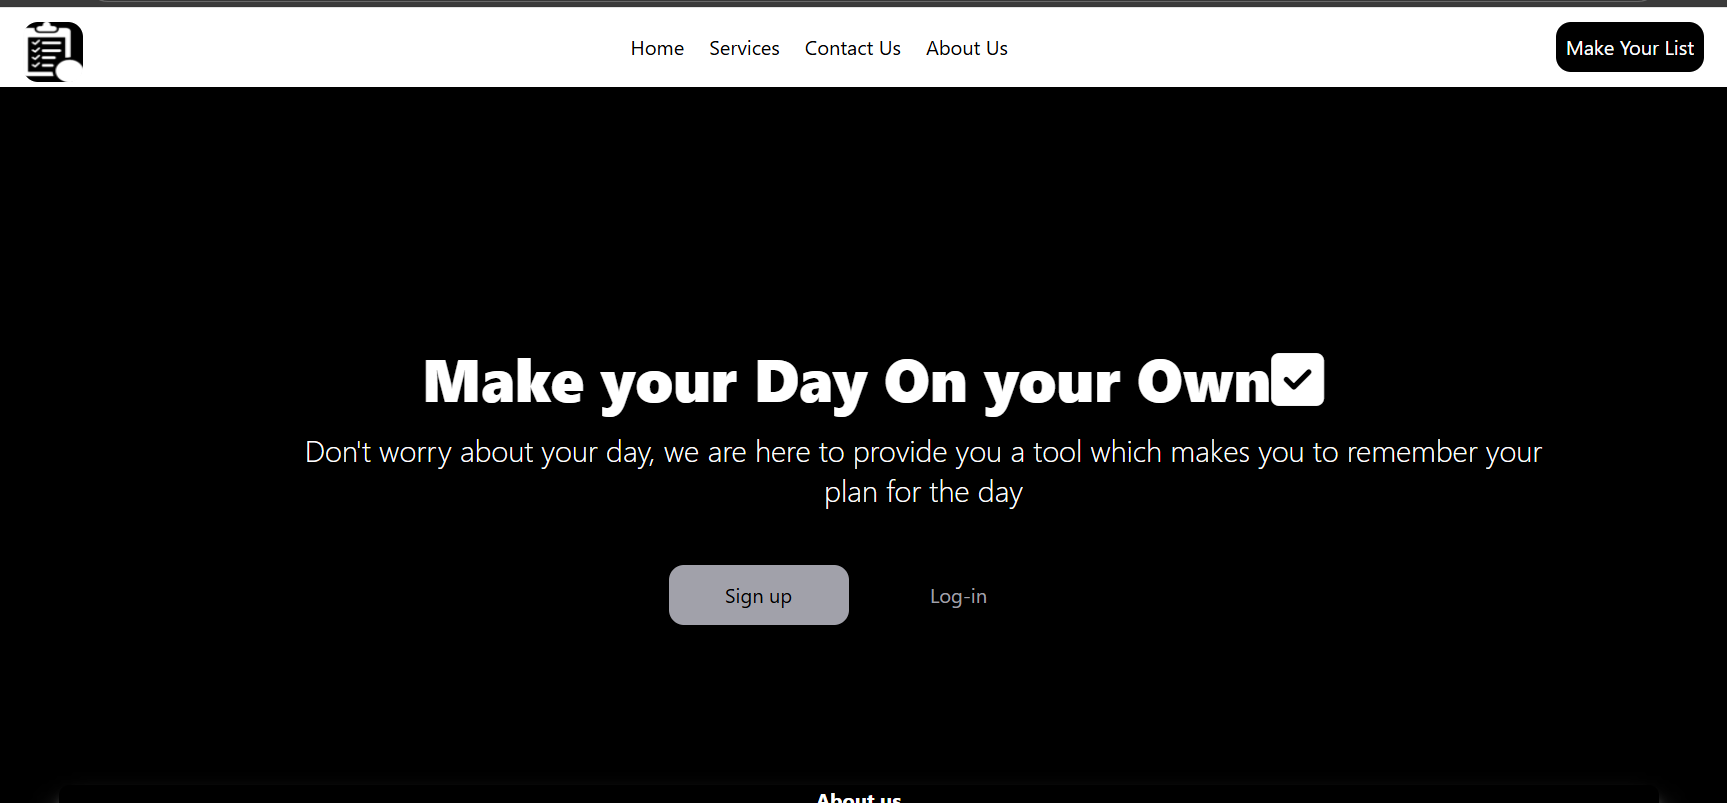 Home Services Contact Us About Us Make Your List
Make your Day On your Own
Don't worry about your day, we are here to provide you a tool which makes you to remember your
plan for the day
Sign up Log-in
About us